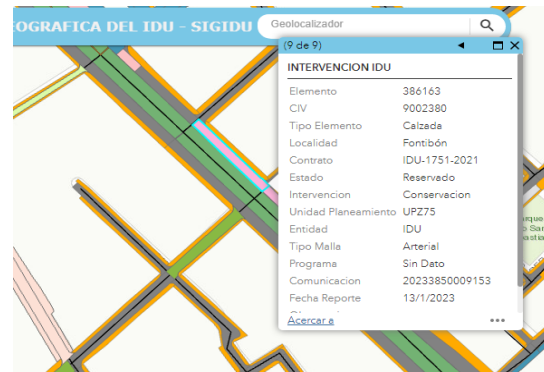 OGRAFICA DEL IDU - SIGIDU
Geolocalizador
(9 de 9)
INTERVENCION IDU
Elemento 386163
CIV 9002380
Tipo Elemento Calzada
Localidad Fontibón
Contrato IDU-1751-2021
Estado Reservado
Intervencion Conservacion
Unidad Planeamiento UPZ75
Entidad IDU
Tipo Malla Arterial
Programa Sin Dato
Comunicacion 20233850009153
Fecha Reporte 13/1/2023
Acercar a